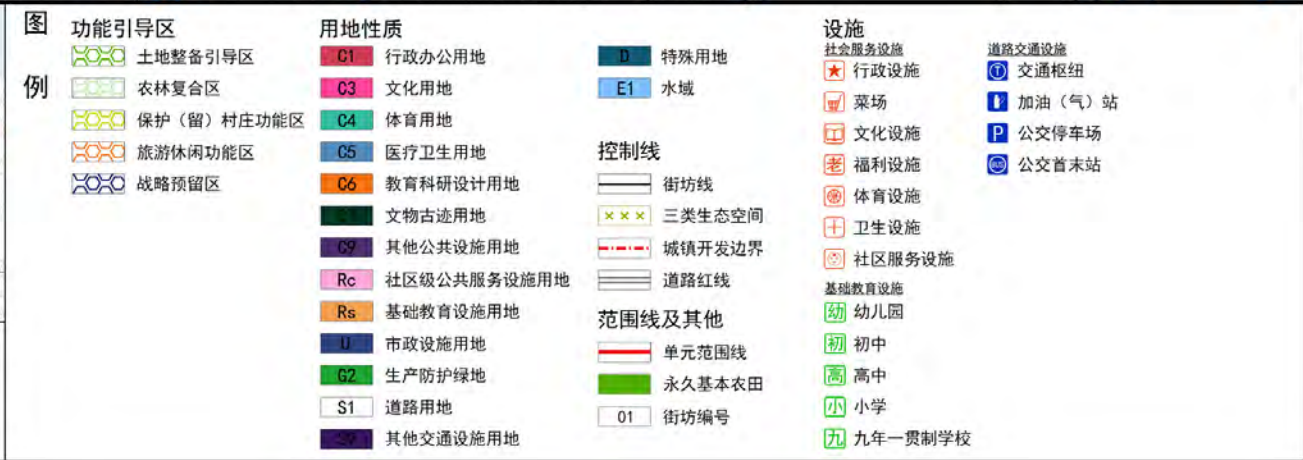 图例
功能引导区
土地整备引导区
农林复合区
保护（留）村庄功能区
旅游休闲功能区
战略预留区
用地性质
C1 行政办公用地
C3 文化用地
C4 体育用地
C5 医疗卫生用地
C6 教育科研设计用地
文物古迹用地
C9 其他公共设施用地
Rc 社区级公共服务设施用地
Rs 基础教育设施用地
U 市政设施用地
G2 生产防护绿地
S1 道路用地
其他交通设施用地
D 特殊用地
E1 水域
控制线
街坊线
三类生态空间
城镇开发边界
道路红线
范围线及其他
单元范围线
永久基本农田
01 街坊编号
设施
社会服务设施
行政设施
菜场
文化设施
老 福利设施
体育设施
卫生设施
社区服务设施
基础教育设施
幼 幼儿园
初 初中
高 高中
小 小学
九 九年一贯制学校
道路交通设施
T 交通枢纽
加油（气）站
P 公交停车场
BUS 公交首末站